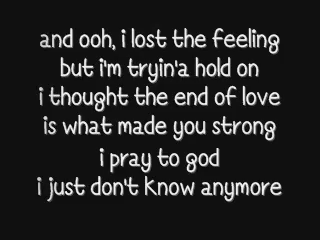 and ooh, i lost the feeling
but i'm tryin'a hold on
i thought the end of love
is what made you strong
i pray to god
i just don't know anymore